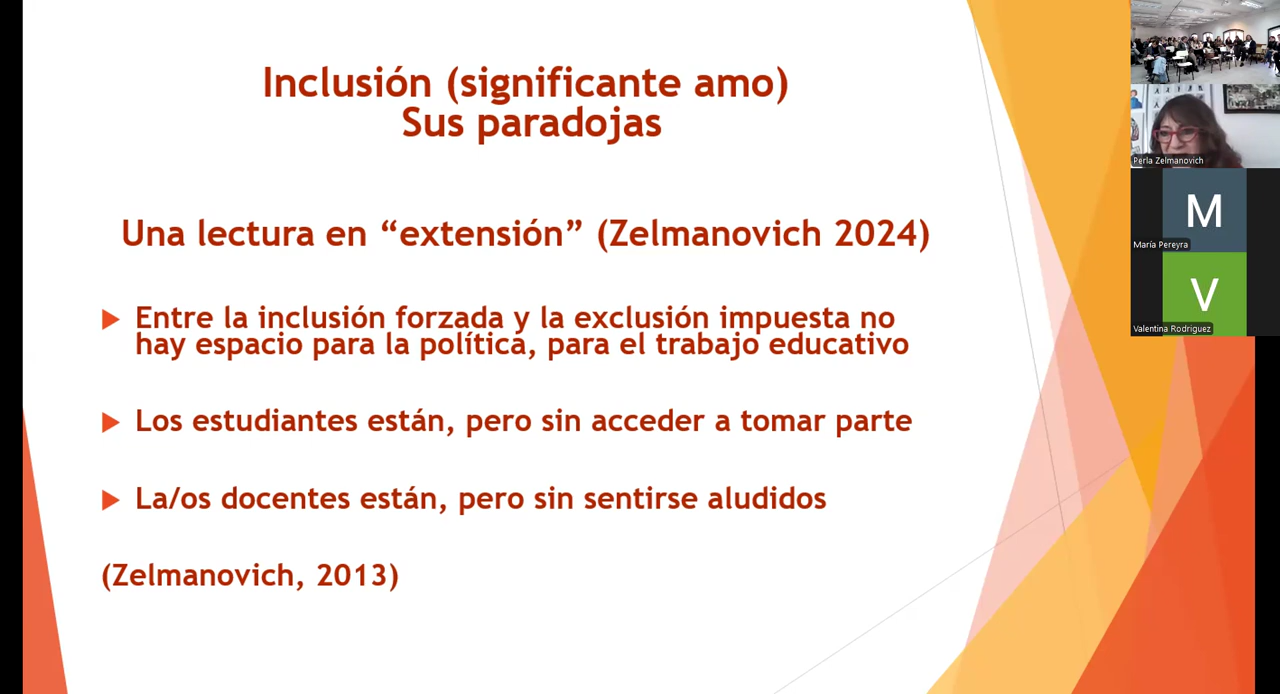 Inclusión (significante amo)
Sus paradojas
Una lectura en “extensión” (Zelmanovich 2024)
Entre la inclusión forzada y la exclusión impuesta no
hay espacio para la política, para el trabajo educativo
Los estudiantes están, pero sin acceder a tomar parte
La/os docentes están, pero sin sentirse aludidos
(Zelmanovich, 2013)
Perla Zelmanovich
M
María Pereyra
V
Valentina Rodriguez